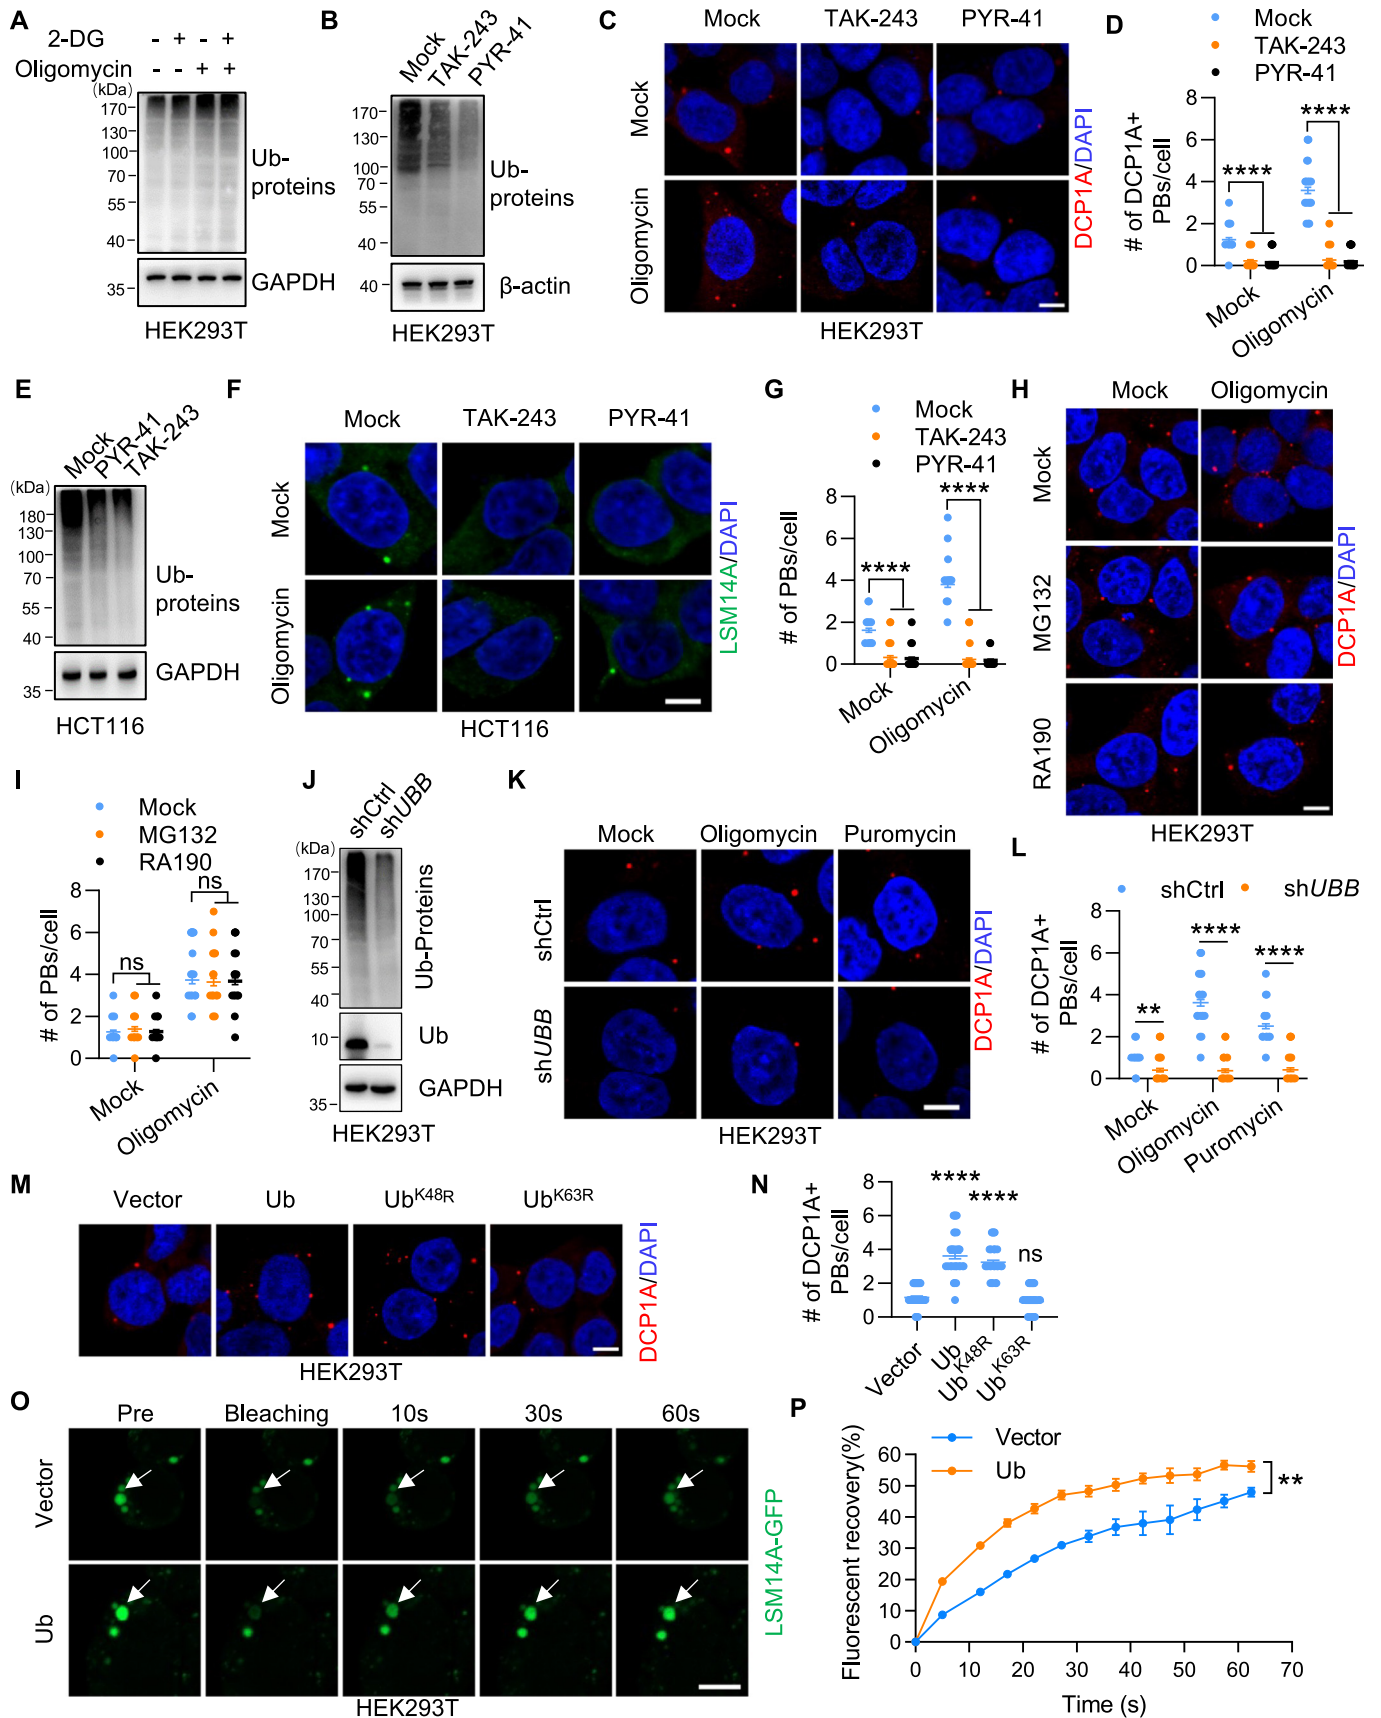 A
2-DG - + - +
Oligomycin - - + +
(kDa)
170
130
100
70
55
40
35
Ub-
proteins
GAPDH
HEK293T
B
Mock
TAK-243
PYR-41
170
130
100
70
55
40
40
Ub-
proteins
β-actin
HEK293T
C
Mock TAK-243 PYR-41
Mock
Oligomycin
DCP1A/DAPI
HEK293T
D
Mock
TAK-243
PYR-41
# of DCP1A+
PBs/cell
8
6
4
2
0
**** ****
Mock
Oligomycin
E
Mock
PYR-41
TAK-243
(kDa)
180
130
100
70
55
40
35
Ub-
proteins
GAPDH
HCT116
F
Mock TAK-243 PYR-41
Mock
Oligomycin
LSM14A/DAPI
HCT116
G
Mock
TAK-243
PYR-41
# of PBs/cell
8
6
4
2
0
**** ****
Mock
Oligomycin
H
Mock Oligomycin
Mock
MG132
RA190
DCP1A/DAPI
HEK293T
I
Mock
MG132
RA190
# of PBs/cell
8
6
4
2
0
ns ns
Mock
Oligomycin
J
shCtrl
shUBB
(kDa)
170
130
100
70
55
40
10
35
Ub-Proteins
Ub
GAPDH
HEK293T
K
Mock Oligomycin Puromycin
shCtrl
shUBB
DCP1A/DAPI
HEK293T
L
shCtrl shUBB
# of DCP1A+
PBs/cell
8
6
4
2
0
** **** ****
Mock
Oligomycin
Puromycin
M
Vector Ub Ub^K48R Ub^K63R
DCP1A/DAPI
HEK293T
N
# of DCP1A+
PBs/cell
8
6
4
2
0
**** **** ns
Vector
Ub
Ub^K48R
Ub^K63R
O
Pre Bleaching 10s 30s 60s
Vector
Ub
LSM14A-GFP
HEK293T
P
Vector
Ub
Fluorescent recovery(%)
60
50
40
30
20
10
0
**
0 10 20 30 40 50 60 70
Time (s)